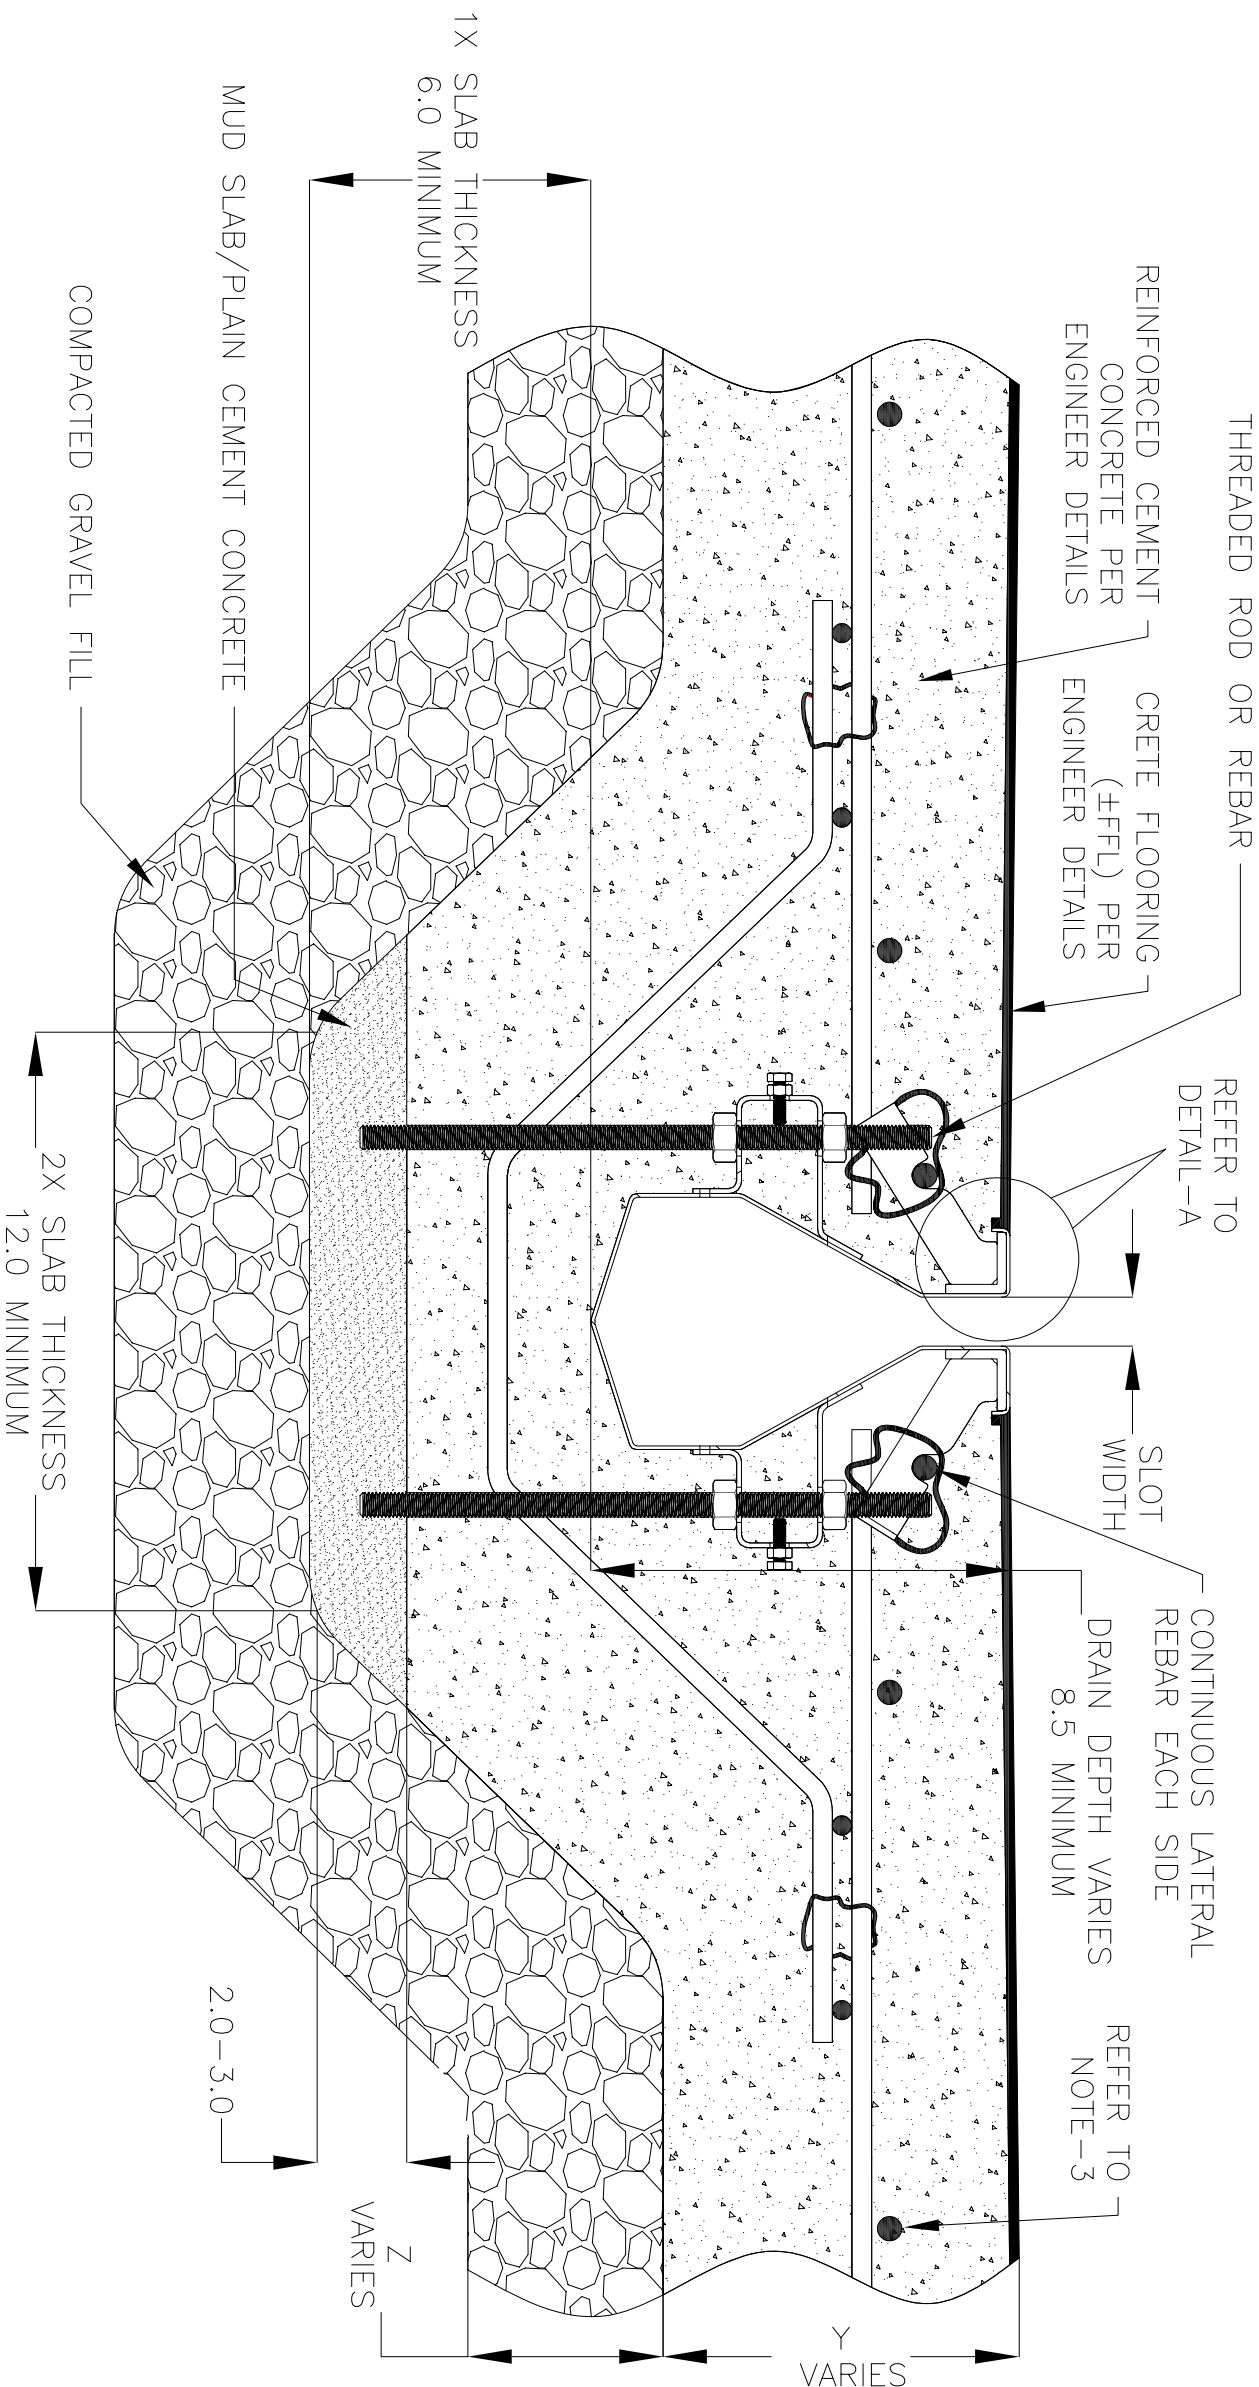 THREADED ROD OR REBAR
REFER TO
DETAIL-A
SLOT
WIDTH
CONTINUOUS LATERAL
REBAR EACH SIDE
REINFORCED CEMENT
CONCRETE PER
ENGINEER DETAILS
CRETE FLOORING
(±FFL) PER
ENGINEER DETAILS
DRAIN DEPTH VARIES
8.5 MINIMUM
REFER TO
NOTE-3
Y
VARIES
1X SLAB THICKNESS
6.0 MINIMUM
Z
VARIES
MUD SLAB/PLAIN CEMENT CONCRETE
2.0-3.0
COMPACTED GRAVEL FILL
2X SLAB THICKNESS
12.0 MINIMUM